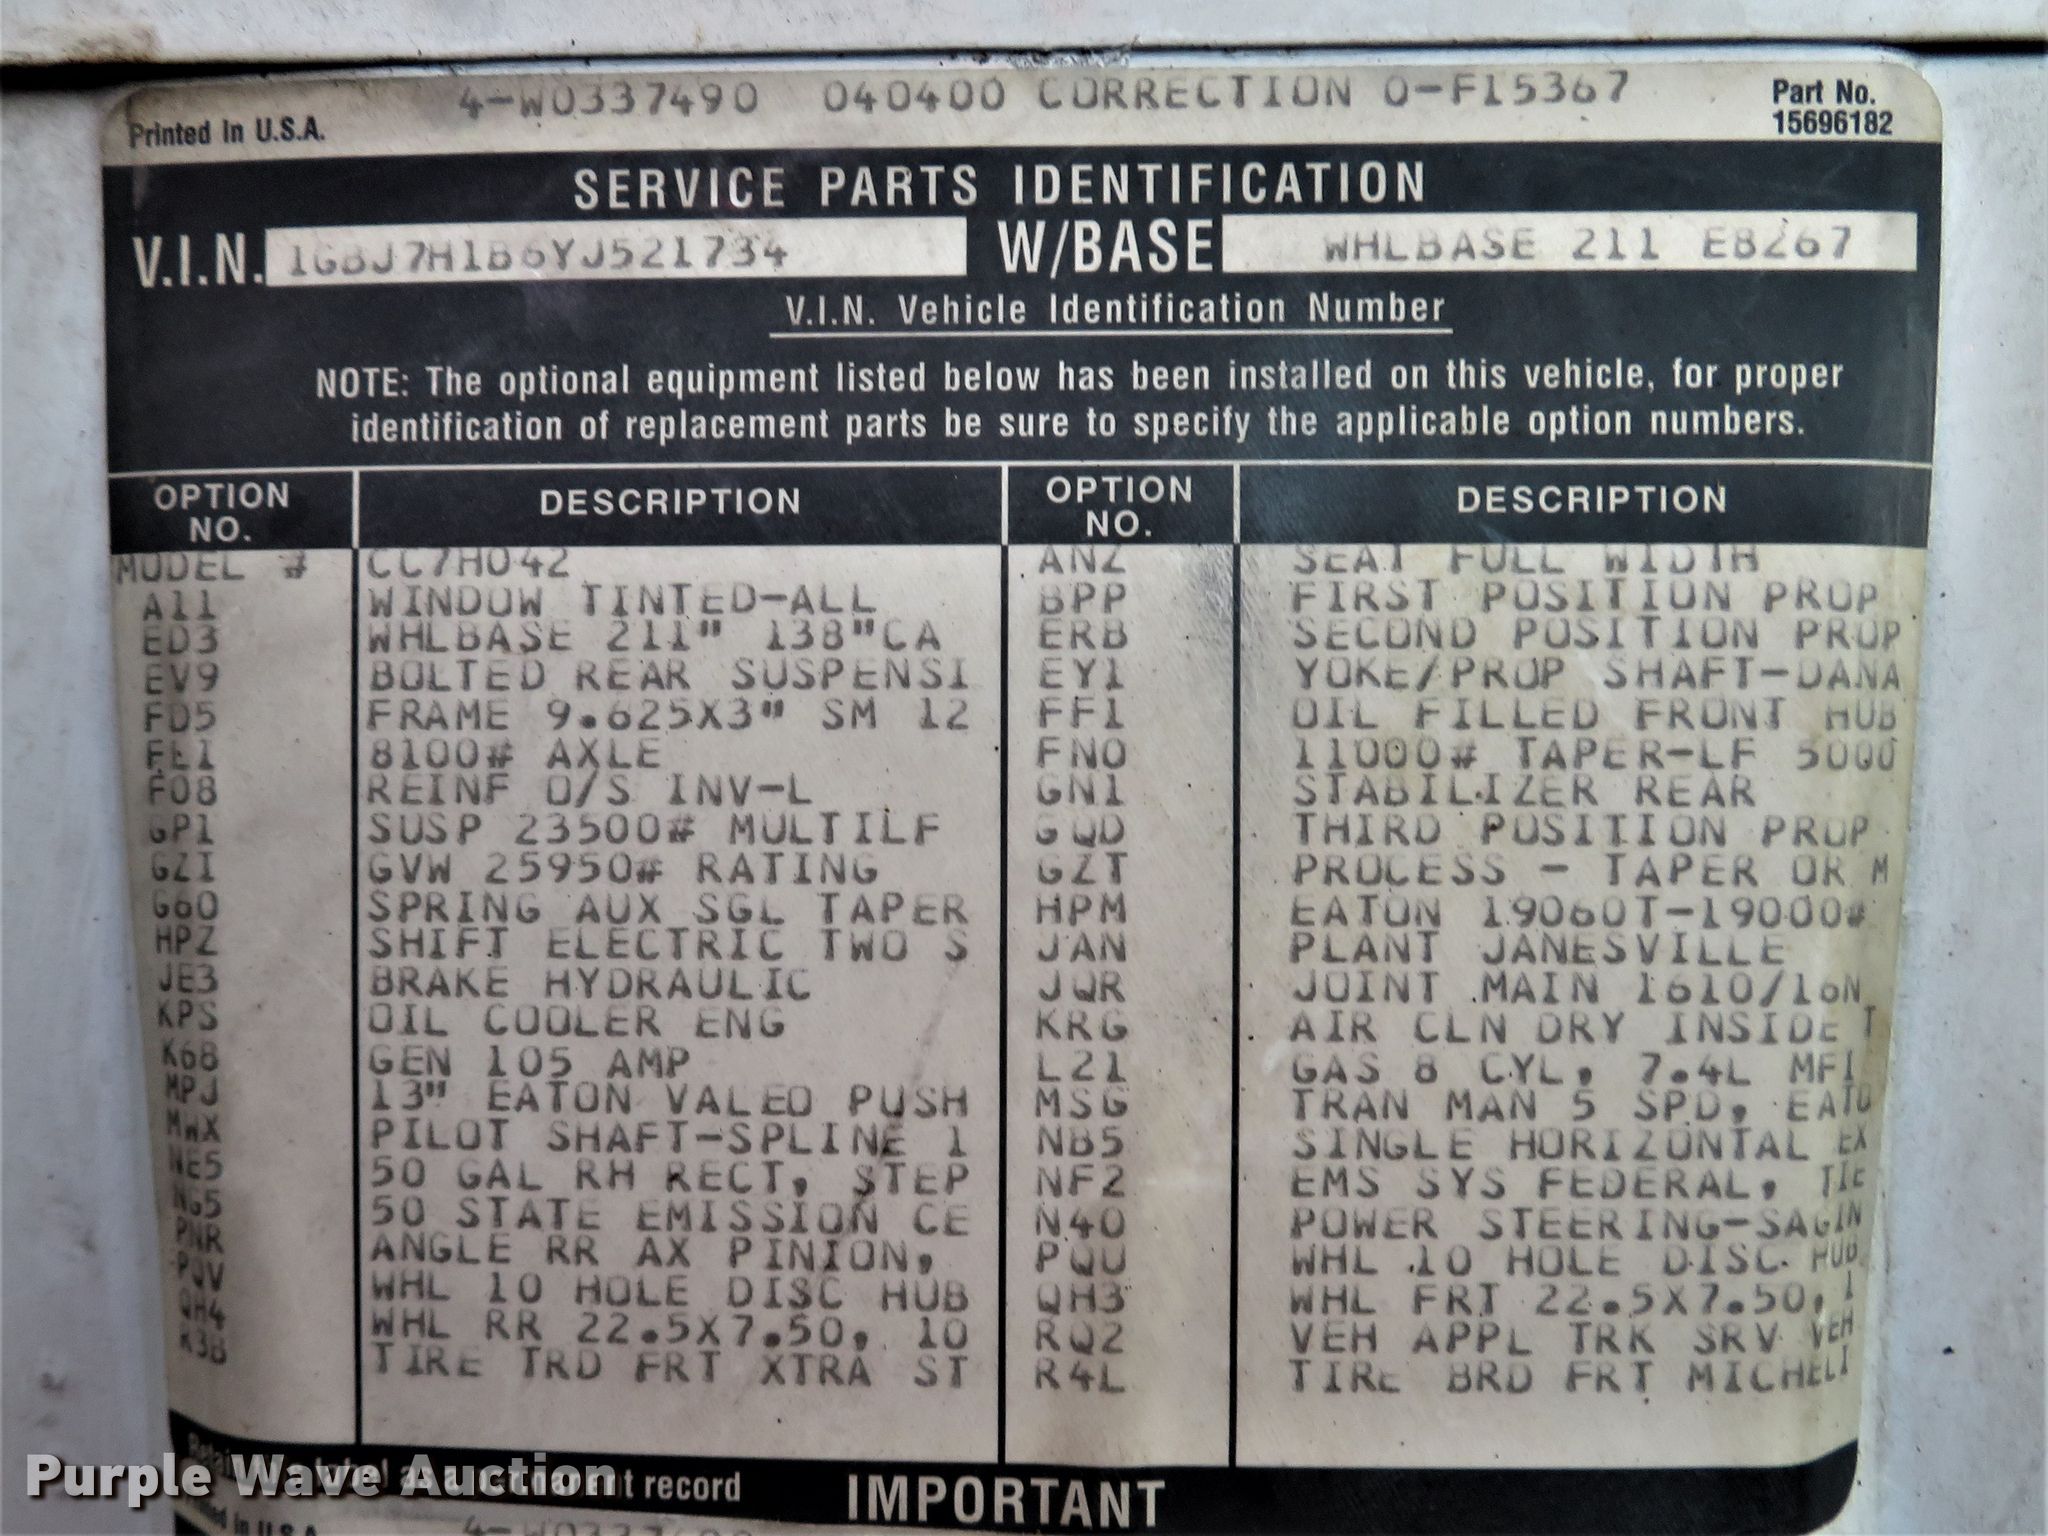 4-W0337490 040400 CORRECTION 0-F15367
Printed in U.S.A.
Part No.
15696182
SERVICE PARTS IDENTIFICATION
V.I.N. 1GBJ7H1B6YJ521734 W/BASE WHLBASE 211 E8267
V.I.N. Vehicle Identification Number
NOTE: The optional equipment listed below has been installed on this vehicle, for proper
identification of replacement parts be sure to specify the applicable option numbers.
OPTION NO. DESCRIPTION OPTION NO. DESCRIPTION
MODEL # CC7H042 ANZ SEAT FULL WIDTH
A11 WINDOW TINTED-ALL BPP FIRST POSITION PROP
ED3 WHLBASE 211" 138"CA ERB SECOND POSITION PROP
EV9 BOLTED REAR SUSPENSI EY1 YOKE/PROP SHAFT-DANA
FD5 FRAME 9.625X3" SM 12 FF1 OIL FILLED FRONT HUB
FL1 8100# AXLE FNO 11000# TAPER-LF 5000
F08 REINF O/S INV-L GN1 STABILIZER REAR
GP1 SUSP 23500# MULTILF GQD THIRD POSITION PROP
GZI GVW 25950# RATING GZT PROCESS - TAPER OR M
G60 SPRING AUX SGL TAPER HPM EATON 19060T-19000#
HPZ SHIFT ELECTRIC TWO S JAN PLANT JANESVILLE
JE3 BRAKE HYDRAULIC JQR JOINT MAIN 1610/16N
KPS OIL COOLER ENG KRG AIR CLN DRY INSIDE T
K68 GEN 105 AMP L21 GAS 8 CYL, 7.4L MFI
MPJ 13" EATON VALEO PUSH MSG TRAN MAN 5 SPD, EATO
MWX PILOT SHAFT-SPLINE 1 NB5 SINGLE HORIZONTAL EX
NE5 50 GAL RH RECT, STEP NF2 EMS SYS FEDERAL, TIE
NG5 50 STATE EMISSION CE N40 POWER STEERING-SAGIN
PNR ANGLE RR AX PINION, PQU WHL 10 HOLE DISC HUB
PQV WHL 10 HOLE DISC HUB QH3 WHL FRT 22.5X7.50, 1
QH4 WHL RR 22.5X7.50, 10 RQ2 VEH APPL TRK SRV VEH
K3B TIRE TRD FRT XTRA ST R4L TIRE BRD FRT MICHELI
label as a permanent record IMPORTANT
Purple Wave Auction
in U.S.A.